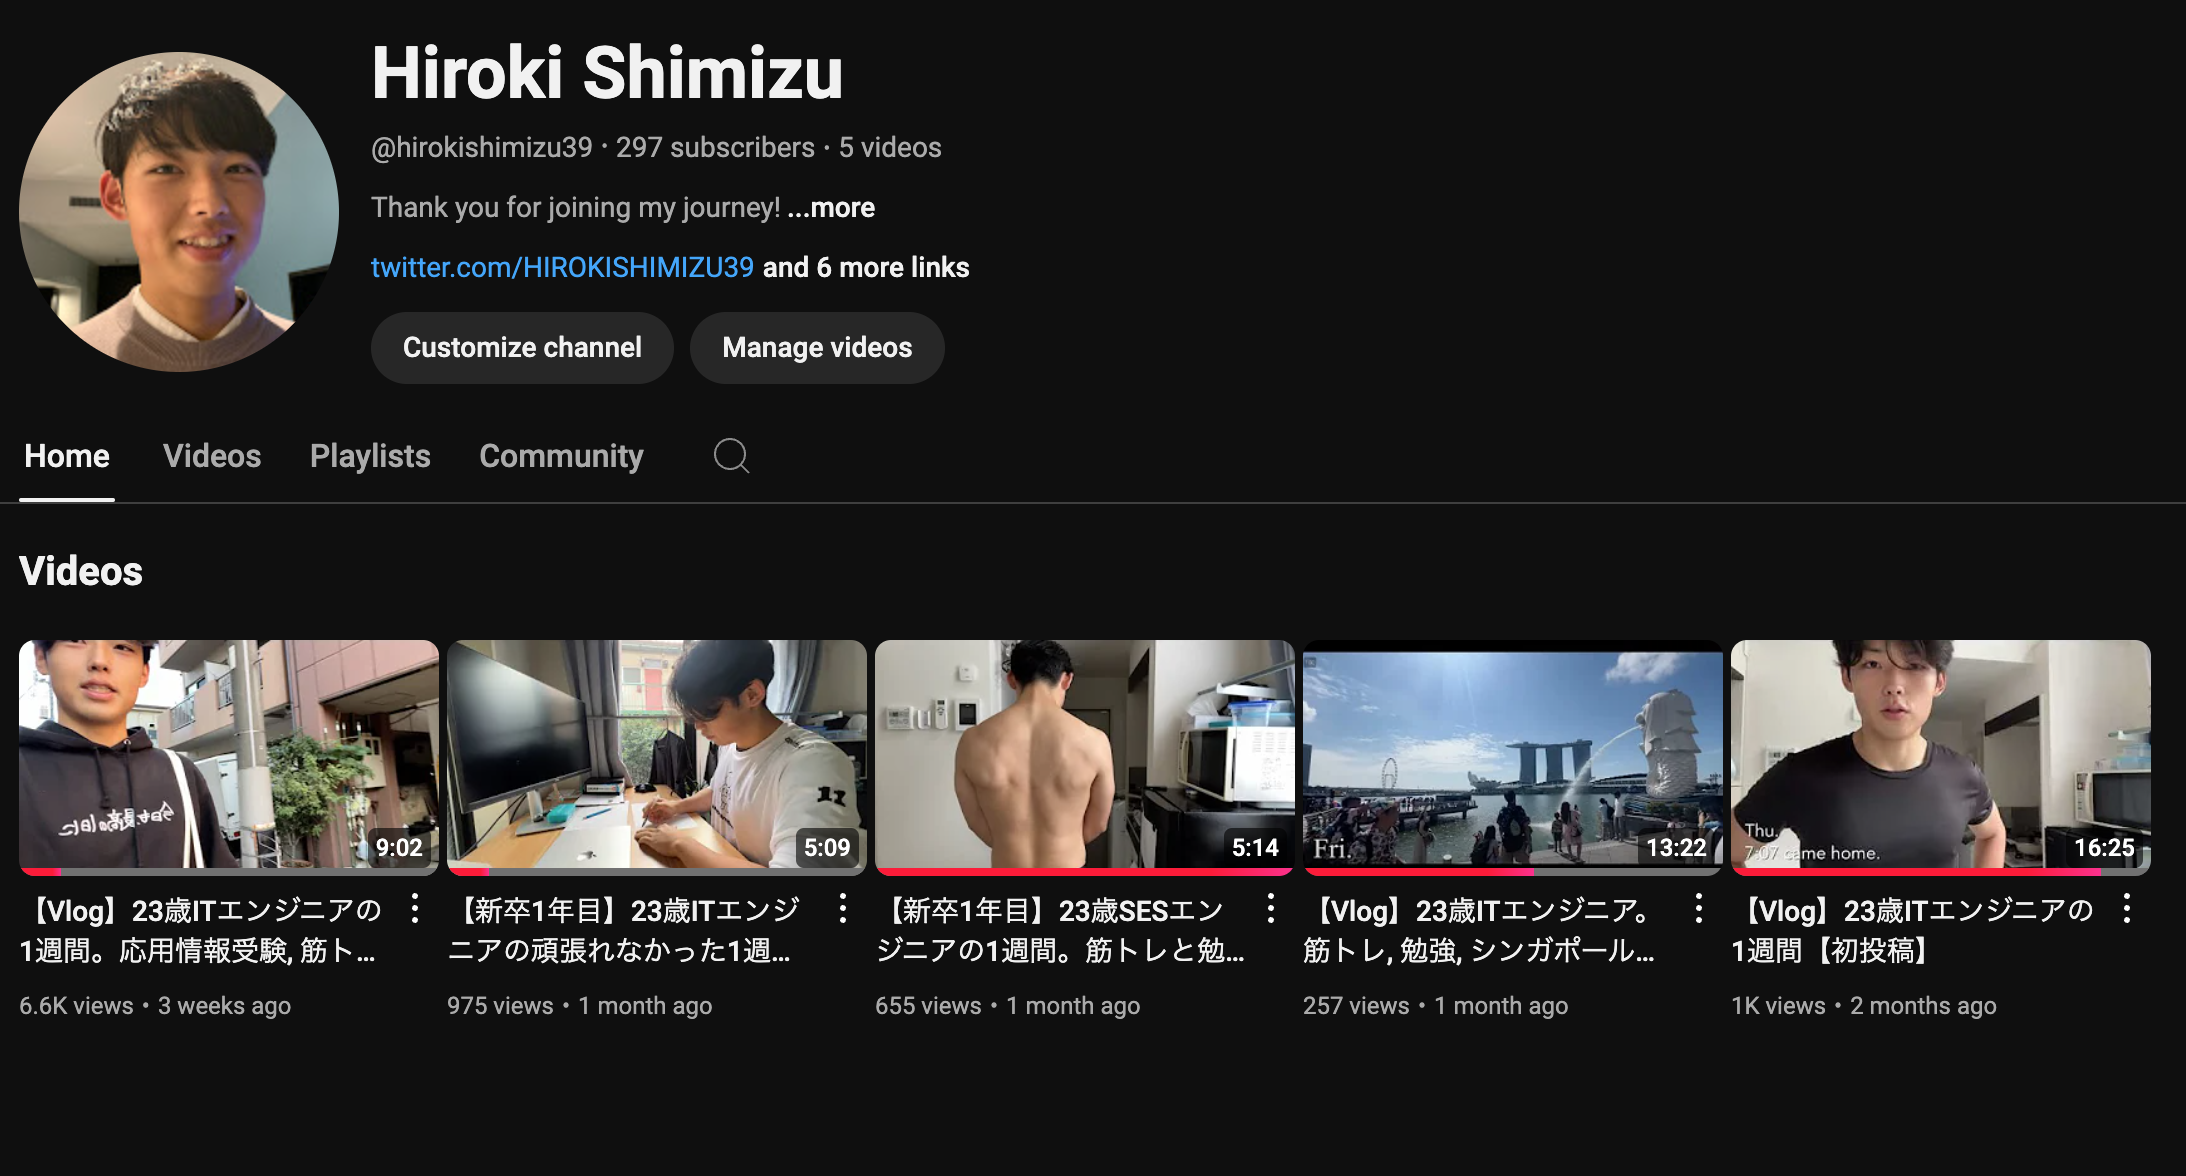 Hiroki Shimizu
@hirokishimizu39 · 297 subscribers · 5 videos
Thank you for joining my journey! ...more
twitter.com/HIROKISHIMIZU39 and 6 more links
Customize channel
Manage videos
Home
Videos
Playlists
Community
Videos
9:02
【Vlog】23歳ITエンジニアの
1週間。応用情報受験, 筋ト...
6.6K views • 3 weeks ago
5:09
【新卒1年目】23歳ITエンジ
ニアの頑張れなかった1週...
975 views • 1 month ago
5:14
【新卒1年目】23歳SESエン
ジニアの1週間。筋トレと勉...
655 views • 1 month ago
Fri.
13:22
【Vlog】23歳ITエンジニア。
筋トレ, 勉強, シンガポール...
257 views • 1 month ago
Thu.
7:07 came home.
16:25
【Vlog】23歳ITエンジニアの
1週間【初投稿】
1K views • 2 months ago